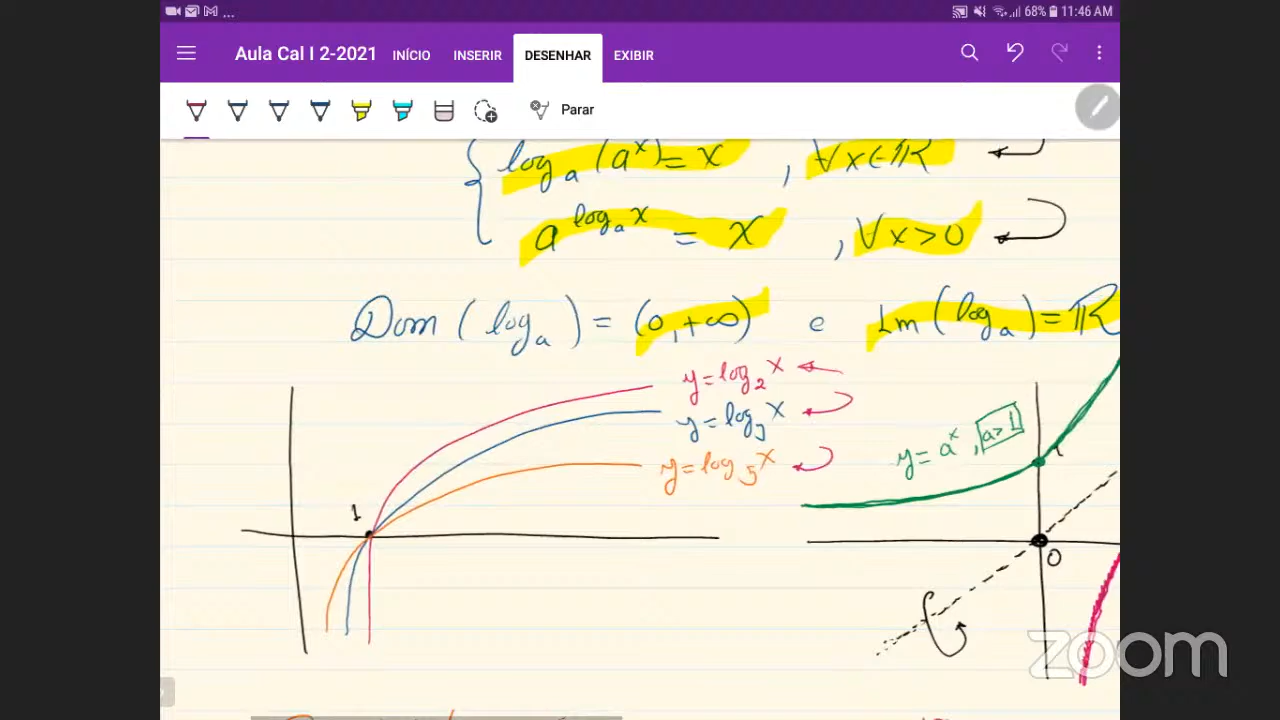 ... 68% 11:46 AM
Aula Cal I 2-2021 INÍCIO INSERIR DESENHAR EXIBIR
Parar
log_a (a^x) = x , ∀x∈ℝ
a^{log_a x} = x , ∀x>0
Dom (log_a) = (0,+∞) e Im (log_a) = ℝ
y=log_2 x
y=log_3 x
y=log_5 x
y=a^x, a>1
1
1
0
zoom